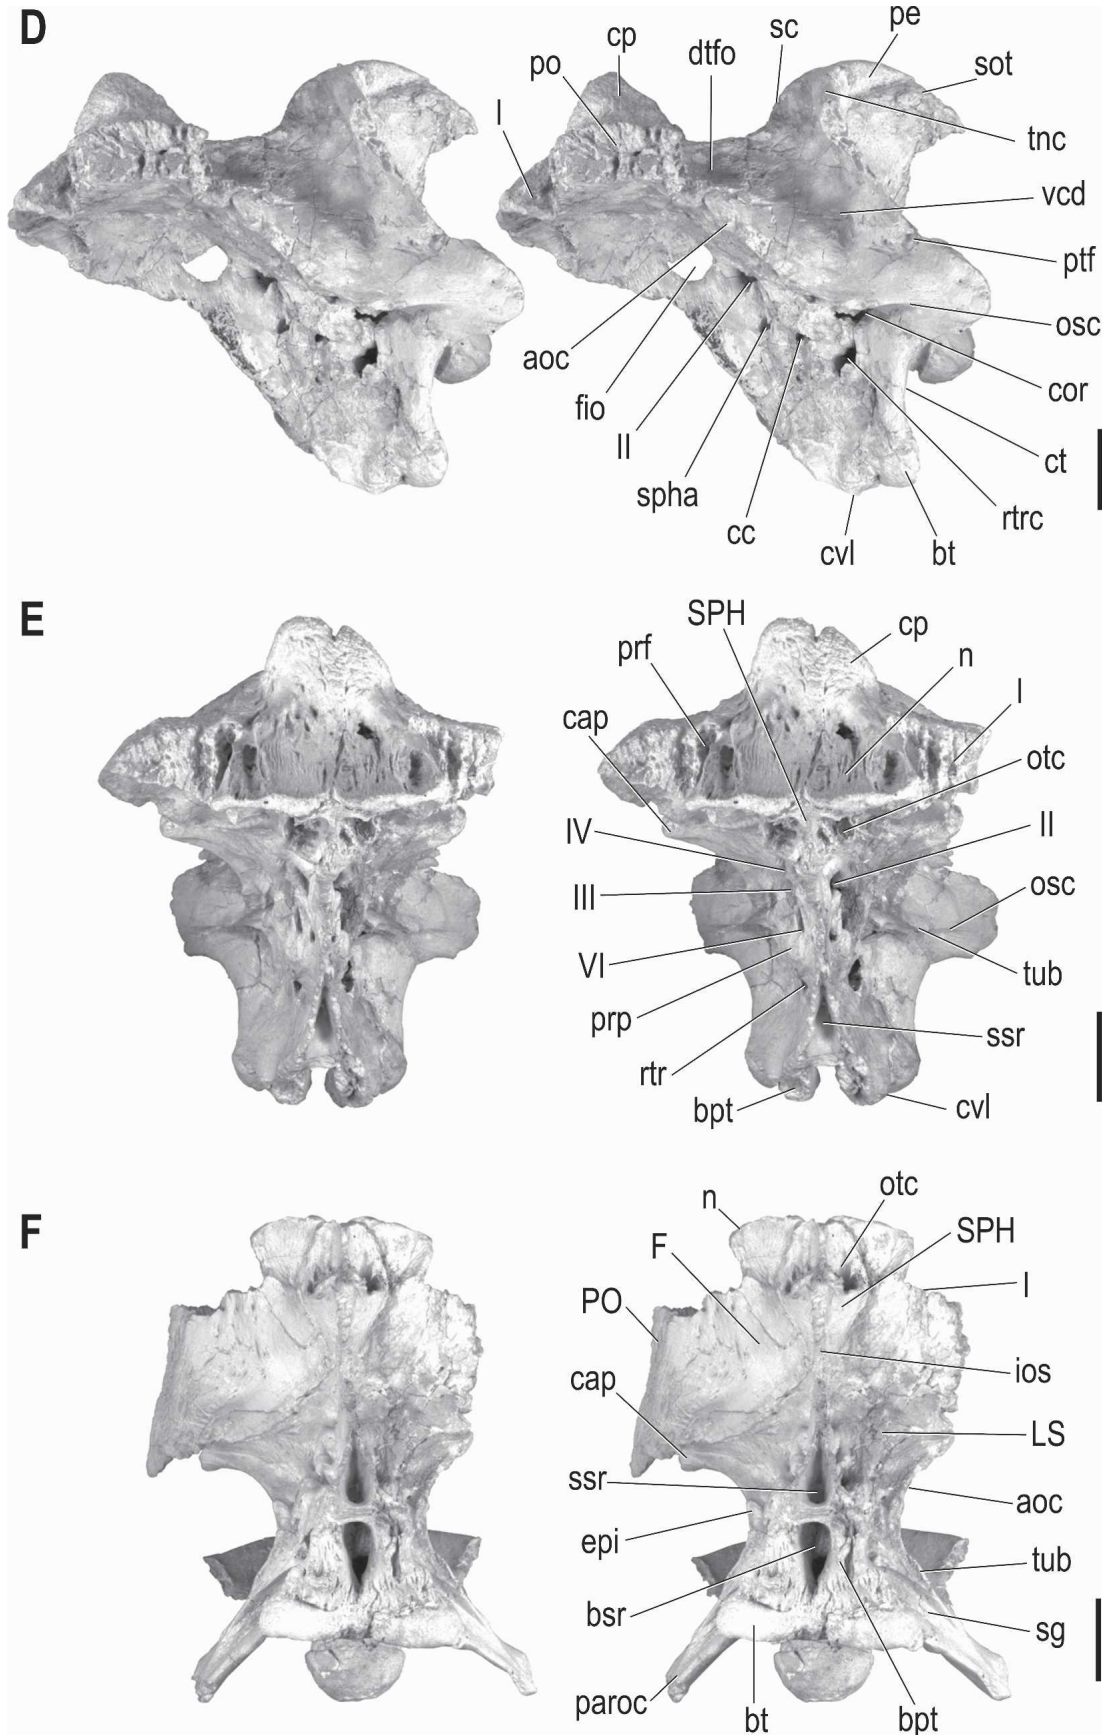 D
cp
sc
pe
po
dtfo
sot
l
tnc
vcd
ptf
osc
aoc
fio
cor
II
ct
spha
rtrc
cc
cvl
bt
E
SPH
cp
prf
n
cap
l
otc
IV
II
III
osc
VI
tub
prp
ssr
rtr
bpt
cvl
F
n
otc
F
SPH
PO
l
ios
cap
LS
ssr
aoc
epi
tub
bsr
sg
paroc
bt
bpt